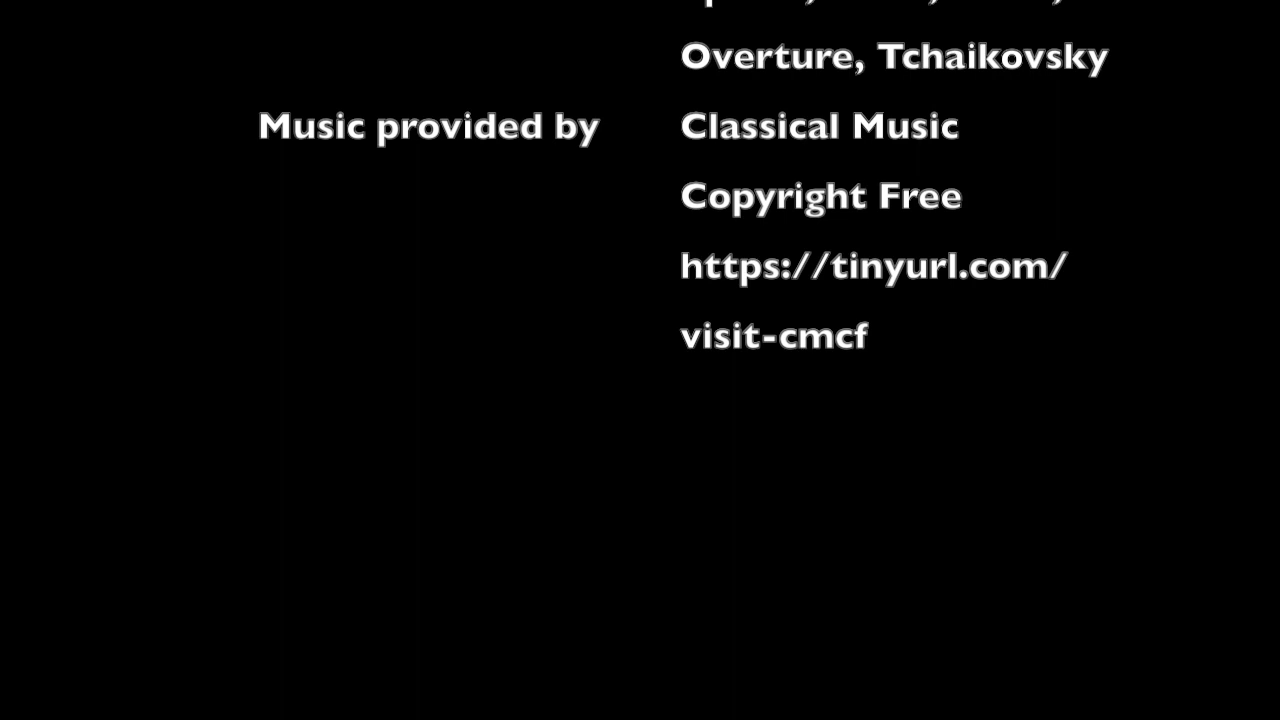 Overture, Tchaikovsky
Music provided by Classical Music
Copyright Free
https://tinyurl.com/
visit-cmcf